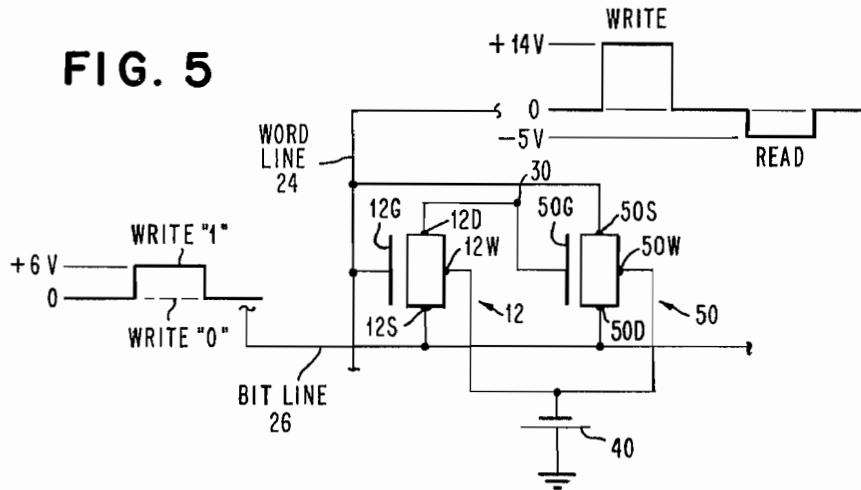 FIG. 5
WRITE
+14V
0
-5V
READ
WORD
LINE
24
30
12G
12D
12W
50G
50S
50W
WRITE "1"
+6V
0
WRITE "0"
12S
12
50D
50
BIT LINE
26
40